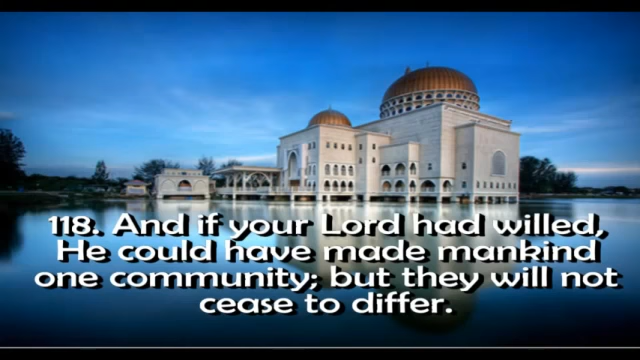 118. And if your Lord had willed,
He could have made mankind
one community; but they will not
cease to differ.